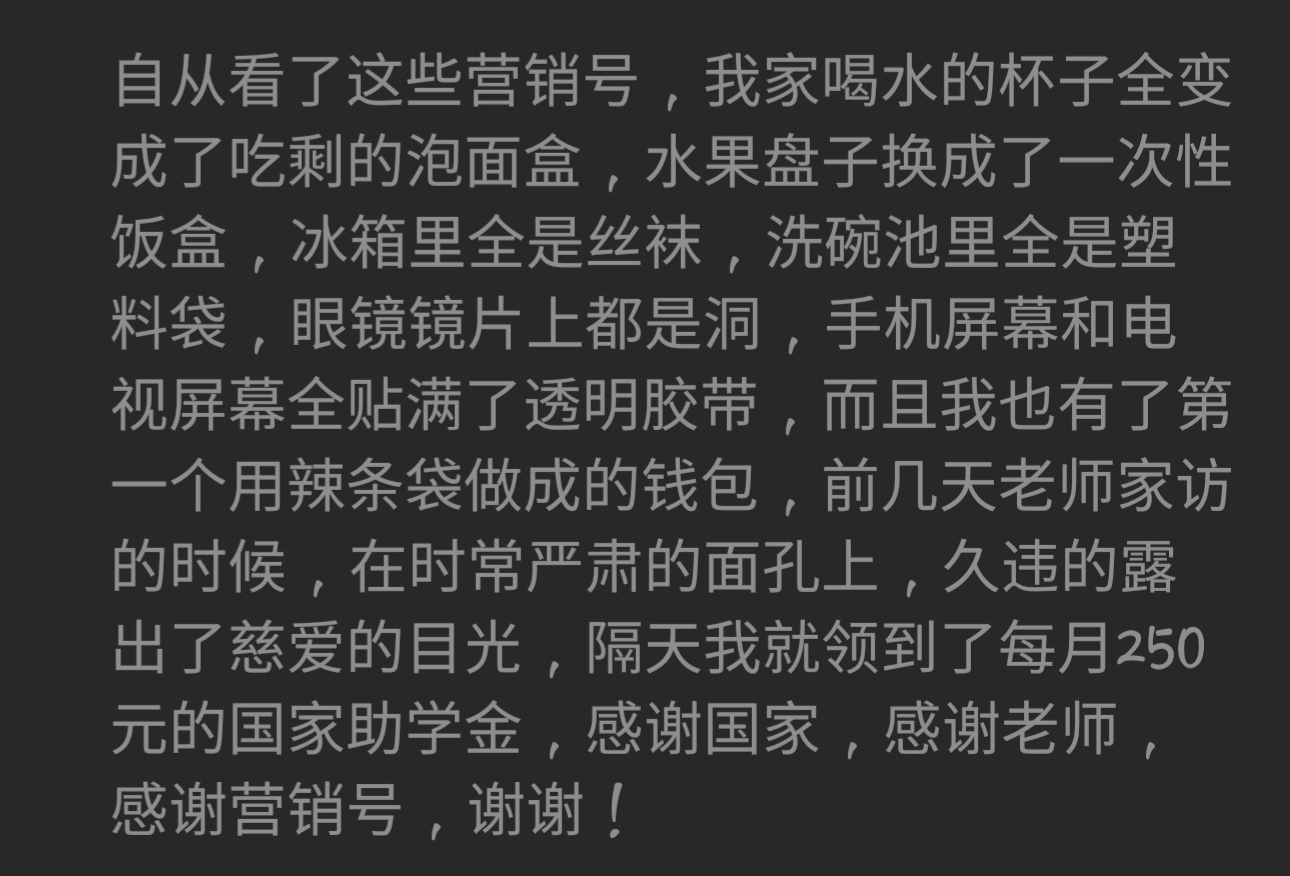 自从看了这些营销号，我家喝水的杯子全变
成了吃剩的泡面盒，水果盘子换成了一次性
饭盒，冰箱里全是丝袜，洗碗池里全是塑
料袋，眼镜镜片上都是洞，手机屏幕和电
视屏幕全贴满了透明胶带，而且我也有了第
一个用辣条袋做成的钱包，前几天老师家访
的时候，在时常严肃的面孔上，久违的露
出了慈爱的目光，隔天我就领到了每月250
元的国家助学金，感谢国家，感谢老师，
感谢营销号，谢谢！